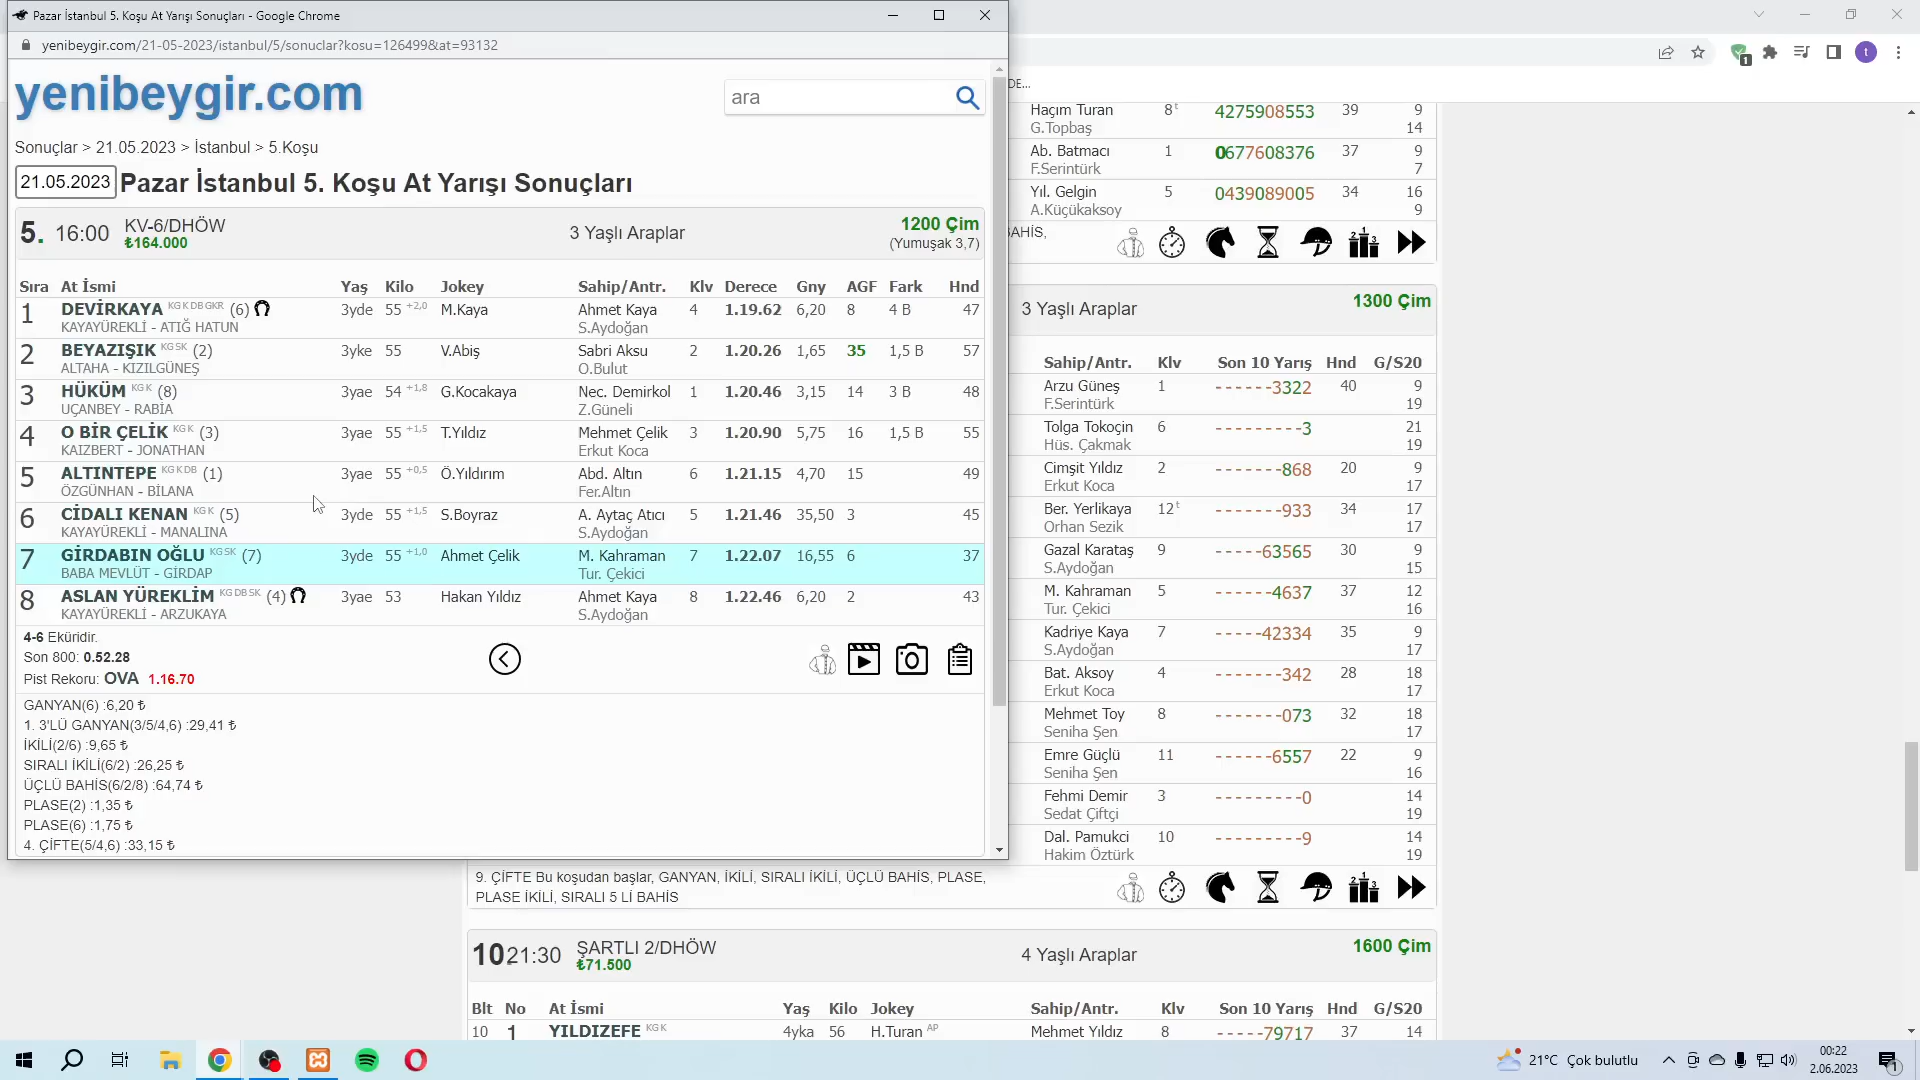 Pazar İstanbul 5. Koşu At Yarışı Sonuçları - Google Chrome
yenibeygir.com/21-05-2023/istanbul/5/sonuclar?kosu=126499&at=93132
yenibeygir.com
ara
Sonuçlar > 21.05.2023 > İstanbul > 5.Koşu
21.05.2023 Pazar İstanbul 5. Koşu At Yarışı Sonuçları
5. 16:00 KV-6/DHÖW 3 Yaşlı Araplar 1200 Çim
₺164.000 (Yumuşak 3,7)
Sıra At İsmi Yaş Kilo Jokey Sahip/Antr. Klv Derece Gny AGF Fark Hnd
1 DEVİRKAYA KG K DB GKR (6) 3yde 55 +2,0 M.Kaya Ahmet Kaya 4 1.19.62 6,20 8 4 B 47
KAYAYÜREKLİ - ATIĞ HATUN S.Aydoğan
2 BEYAZIŞIK KG SK (2) 3yke 55 V.Abiş Sabri Aksu 2 1.20.26 1,65 35 1,5 B 57
ALTAHA - KIZILGÜNEŞ O.Bulut
3 HÜKÜM KG K (8) 3yae 54 +1,8 G.Kocakaya Nec. Demirkol 1 1.20.46 3,15 14 3 B 48
UÇANBEY - RABİA Z.Güneli
4 O BİR ÇELİK KG K (3) 3yae 55 +1,5 T.Yıldız Mehmet Çelik 3 1.20.90 5,75 16 1,5 B 55
KAIZBERT - JONATHAN Erkut Koca
5 ALTINTEPE KG K DB (1) 3yae 55 +0,5 Ö.Yıldırım Abd. Altın 6 1.21.15 4,70 15 49
ÖZGÜNHAN - BİLANA Fer.Altın
6 CİDALI KENAN KG K (5) 3yde 55 +1,5 S.Boyraz A. Aytaç Atıcı 5 1.21.46 35,50 3 45
KAYAYÜREKLİ - MANALINA S.Aydoğan
7 GİRDABIN OĞLU KG SK (7) 3yde 55 +1,0 Ahmet Çelik M. Kahraman 7 1.22.07 16,55 6 37
BABA MEVLÜT - GİRDAP Tur. Çekici
8 ASLAN YÜREKLİM KG DB SK (4) 3yae 53 Hakan Yıldız Ahmet Kaya 8 1.22.46 6,20 2 43
KAYAYÜREKLİ - ARZUKAYA S.Aydoğan
4-6 Eküridir.
Son 800: 0.52.28
Pist Rekoru: OVA 1.16.70
GANYAN(6) :6,20 ₺
1. 3'LÜ GANYAN(3/5/4,6) :29,41 ₺
İKİLİ(2/6) :9,65 ₺
SIRALI İKİLİ(6/2) :26,25 ₺
ÜÇLÜ BAHİS(6/2/8) :64,74 ₺
PLASE(2) :1,35 ₺
PLASE(6) :1,75 ₺
4. ÇİFTE(5/4,6) :33,15 ₺
DE...
Haçım Turan 8 t 4275908553 39 9
G.Topbaş 14
Ab. Batmacı 1 0677608376 37 9
F.Serintürk 7
Yıl. Gelgin 5 0439089005 34 16
A.Küçükaksoy 9
BAHİS,
3 Yaşlı Araplar 1300 Çim
Sahip/Antr. Klv Son 10 Yarış Hnd G/S20
Arzu Güneş 1 ------3322 40 9
F.Serintürk 19
Tolga Tokoçin 6 ---------3 21
Hüs. Çakmak 19
Cimşit Yıldız 2 -------868 20 9
Erkut Koca 17
Ber. Yerlikaya 12 t -------933 34 17
Orhan Sezik 17
Gazal Karataş 9 -----63565 30 9
S.Aydoğan 15
M. Kahraman 5 ------4637 37 12
Tur. Çekici 16
Kadriye Kaya 7 -----42334 35 9
S.Aydoğan 17
Bat. Aksoy 4 -------342 28 18
Erkut Koca 17
Mehmet Toy 8 -------073 32 18
Seniha Şen 17
Emre Güçlü 11 ------6557 22 9
Seniha Şen 16
Fehmi Demir 3 ---------0 14
Sedat Çiftçi 19
Dal. Pamukci 10 ---------9 14
Hakim Öztürk 19
9. ÇİFTE Bu koşudan başlar, GANYAN, İKİLİ, SIRALI İKİLİ, ÜÇLÜ BAHİS, PLASE,
PLASE İKİLİ, SIRALI 5 Lİ BAHİS
10. 21:30 ŞARTLI 2/DHÖW 4 Yaşlı Araplar 1600 Çim
₺71.500
Blt No At İsmi Yaş Kilo Jokey Sahip/Antr. Klv Son 10 Yarış Hnd G/S20
10 1 YILDIZEFE KG K 4yka 56 H.Turan AP Mehmet Yıldız 8 -----79717 37 14
21°C Çok bulutlu
00:22
2.06.2023